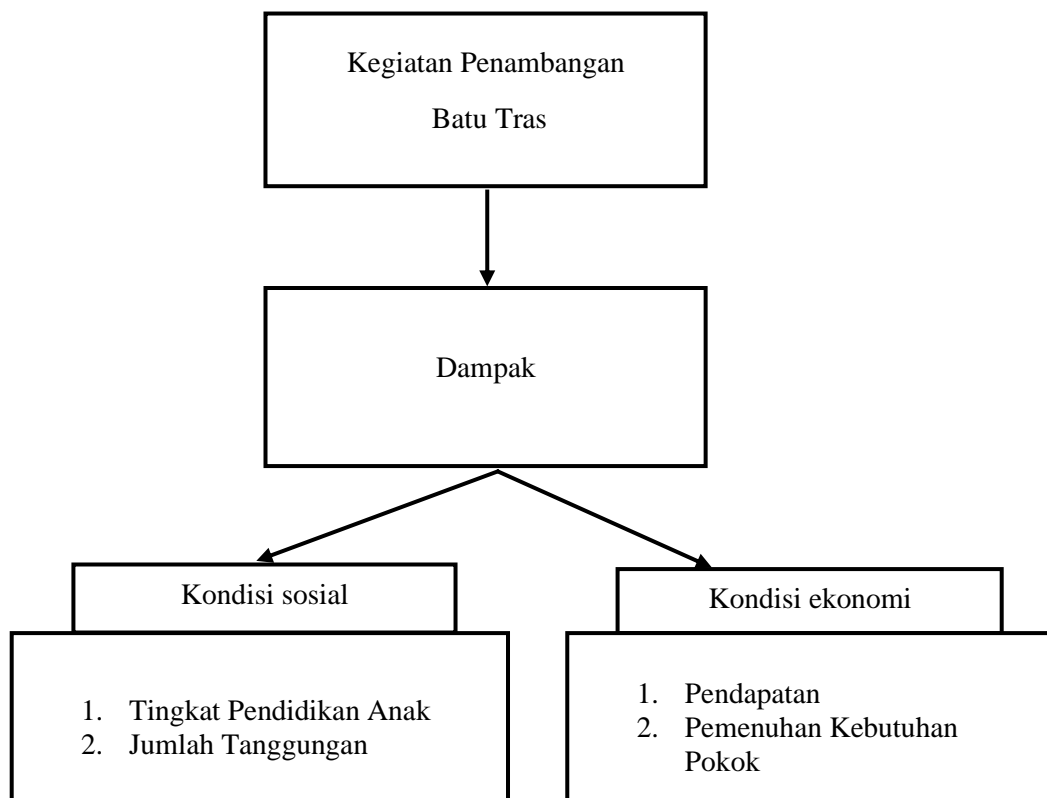 Kegiatan Penambangan
Batu Tras
Dampak
Kondisi sosial
1. Tingkat Pendidikan Anak
2. Jumlah Tanggungan
Kondisi ekonomi
1. Pendapatan
2. Pemenuhan Kebutuhan
Pokok